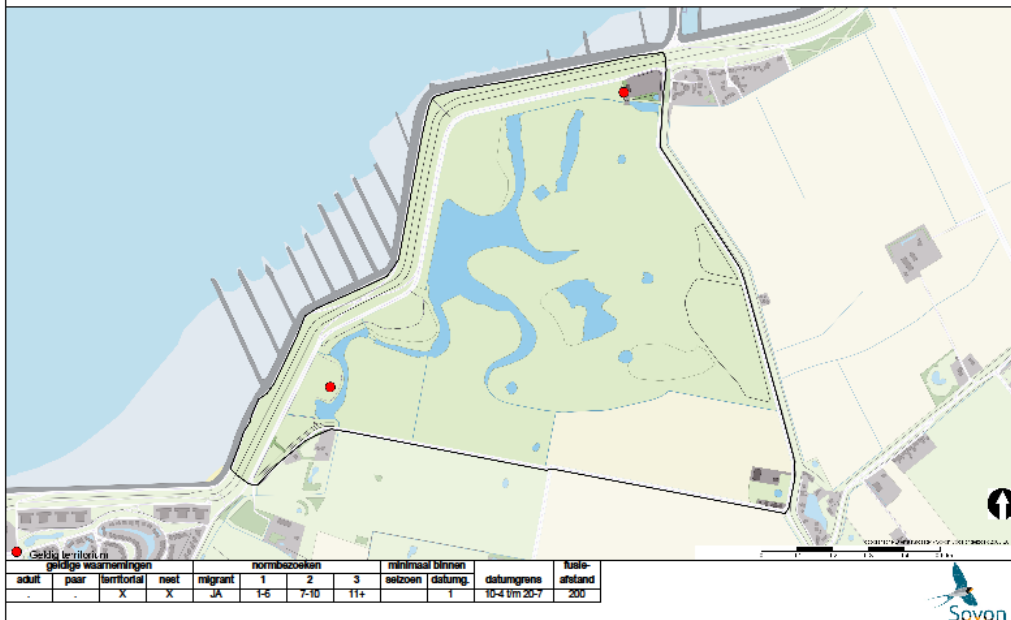 Geldig territorium
geldige waarnemingen normbezoeken minimaal binnen fusie-
adult paar territorial nest migrant 1 2 3 seizoen datumg. datumgrens afstand
. . X X JA 1-6 7-10 11+ 1 10-4 t/m 20-7 200
Sovon